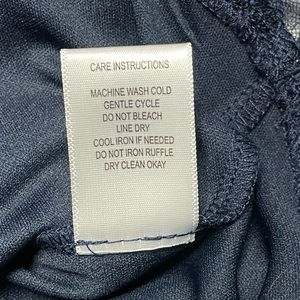 CARE INSTRUCTIONS
MACHINE WASH COLD
GENTLE CYCLE
DO NOT BLEACH
LINE DRY
COOL IRON IF NEEDED
DO NOT IRON RUFFLE
DRY CLEAN OKAY